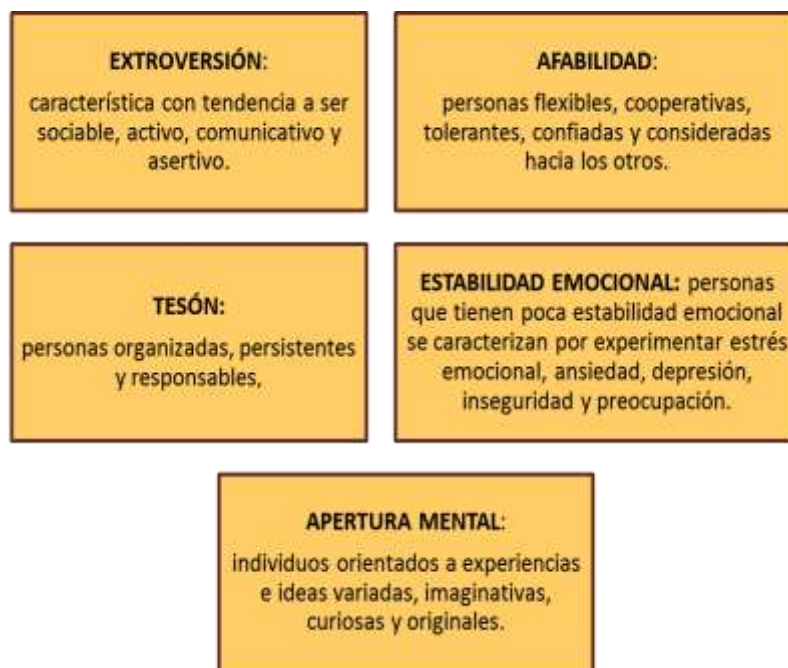 EXTROVERSIÓN:
característica con tendencia a ser
sociable, activo, comunicativo y
asertivo.
AFABILIDAD:
personas flexibles, cooperativas,
tolerantes, confiadas y consideradas
hacia los otros.
TESÓN:
personas organizadas, persistentes
y responsables,
ESTABILIDAD EMOCIONAL: personas
que tienen poca estabilidad emocional
se caracterizan por experimentar estrés
emocional, ansiedad, depresión,
inseguridad y preocupación.
APERTURA MENTAL:
individuos orientados a experiencias
e ideas variadas, imaginativas,
curiosas y originales.